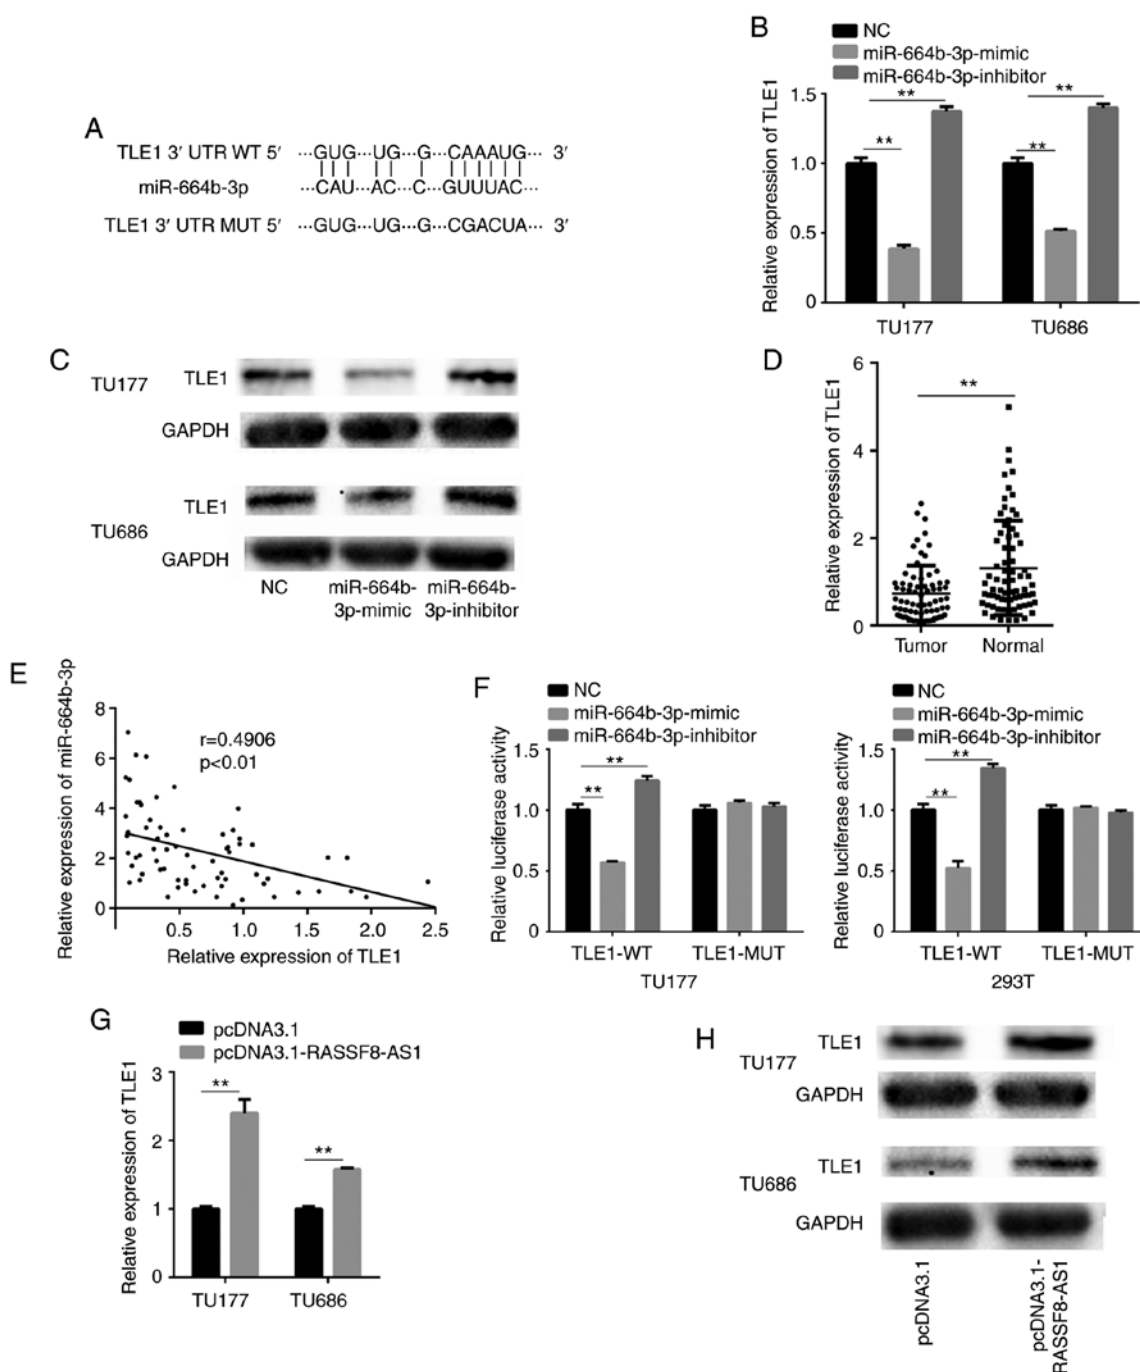 A
TLE1 3′ UTR WT 5′ ···GUG···UG···G···CAAAUG··· 3′
miR-664b-3p ···CAU···AC···C···GUUUAC···
TLE1 3′ UTR MUT 5′ ···GUG···UG···G···CGACUA··· 3′
B
NC
miR-664b-3p-mimic
miR-664b-3p-inhibitor
Relative expression of TLE1
1.5
1.0
0.5
0
**
**
**
**
TU177
TU686
C
TU177
TLE1
GAPDH
TU686
TLE1
GAPDH
NC
miR-664b-
3p-mimic
miR-664b-
3p-inhibitor
D
Relative expression of TLE1
6
4
2
0
**
Tumor
Normal
E
Relative expression of miR-664b-3p
8
6
4
2
0
r=0.4906
p<0.01
0.5
1.0
1.5
2.0
2.5
Relative expression of TLE1
F
NC
miR-664b-3p-mimic
miR-664b-3p-inhibitor
Relative luciferase activity
1.5
1.0
0.5
0
**
**
TLE1-WT
TLE1-MUT
TU177
NC
miR-664b-3p-mimic
miR-664b-3p-inhibitor
Relative luciferase activity
1.5
1.0
0.5
0
**
**
TLE1-WT
TLE1-MUT
293T
G
pcDNA3.1
pcDNA3.1-RASSF8-AS1
Relative expression of TLE1
3
2
1
0
**
**
TU177
TU686
H
TU177
TLE1
GAPDH
TU686
TLE1
GAPDH
pcDNA3.1
pcDNA3.1-
RASSF8-AS1